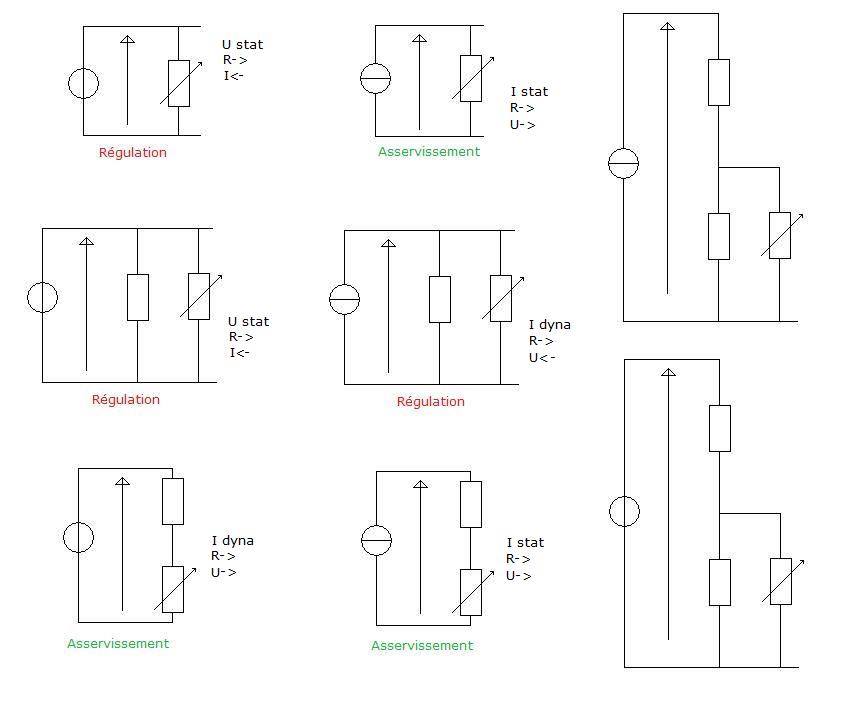 U stat
R->
I<-
Régulation
I stat
R->
U->
Asservissement
U stat
R->
I<-
Régulation
I dyna
R->
U<-
Régulation
I dyna
R->
U->
Asservissement
I stat
R->
U->
Asservissement